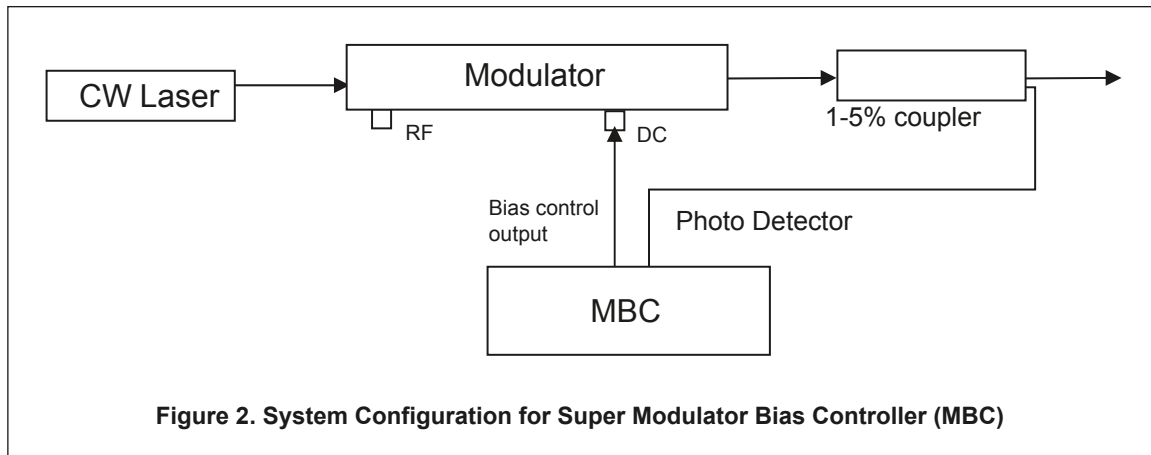 CW Laser
Modulator
RF
DC
1-5% coupler
Bias control
output
Photo Detector
MBC
Figure 2. System Configuration for Super Modulator Bias Controller (MBC)